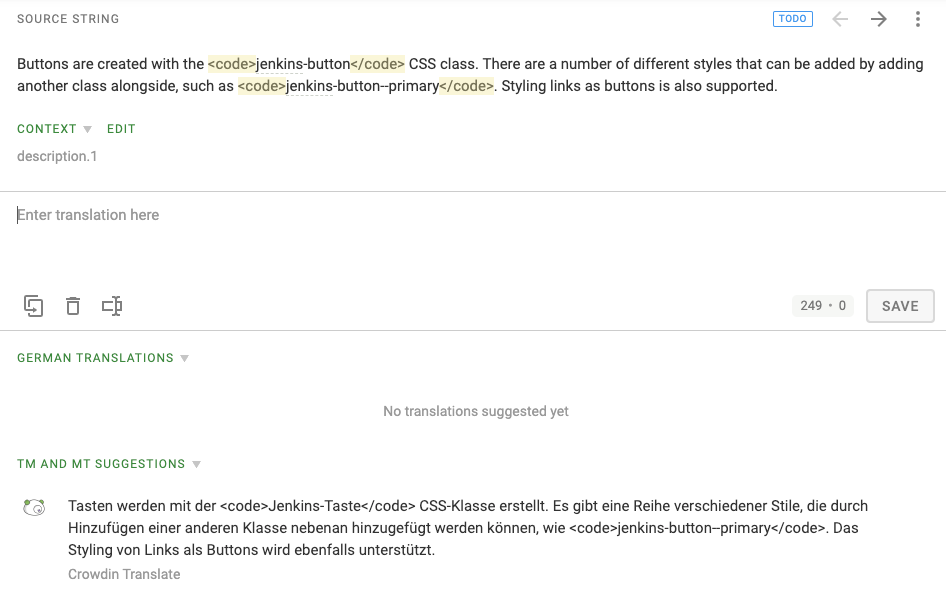 SOURCE STRING
TODO
Buttons are created with the <code>jenkins-button</code> CSS class. There are a number of different styles that can be added by adding
another class alongside, such as <code>jenkins-button--primary</code>. Styling links as buttons is also supported.
CONTEXT EDIT
description.1
Enter translation here
249 • 0
SAVE
GERMAN TRANSLATIONS
No translations suggested yet
TM AND MT SUGGESTIONS
Tasten werden mit der <code>Jenkins-Taste</code> CSS-Klasse erstellt. Es gibt eine Reihe verschiedener Stile, die durch
Hinzufügen einer anderen Klasse nebenan hinzugefügt werden können, wie <code>jenkins-button--primary</code>. Das
Styling von Links als Buttons wird ebenfalls unterstützt.
Crowdin Translate